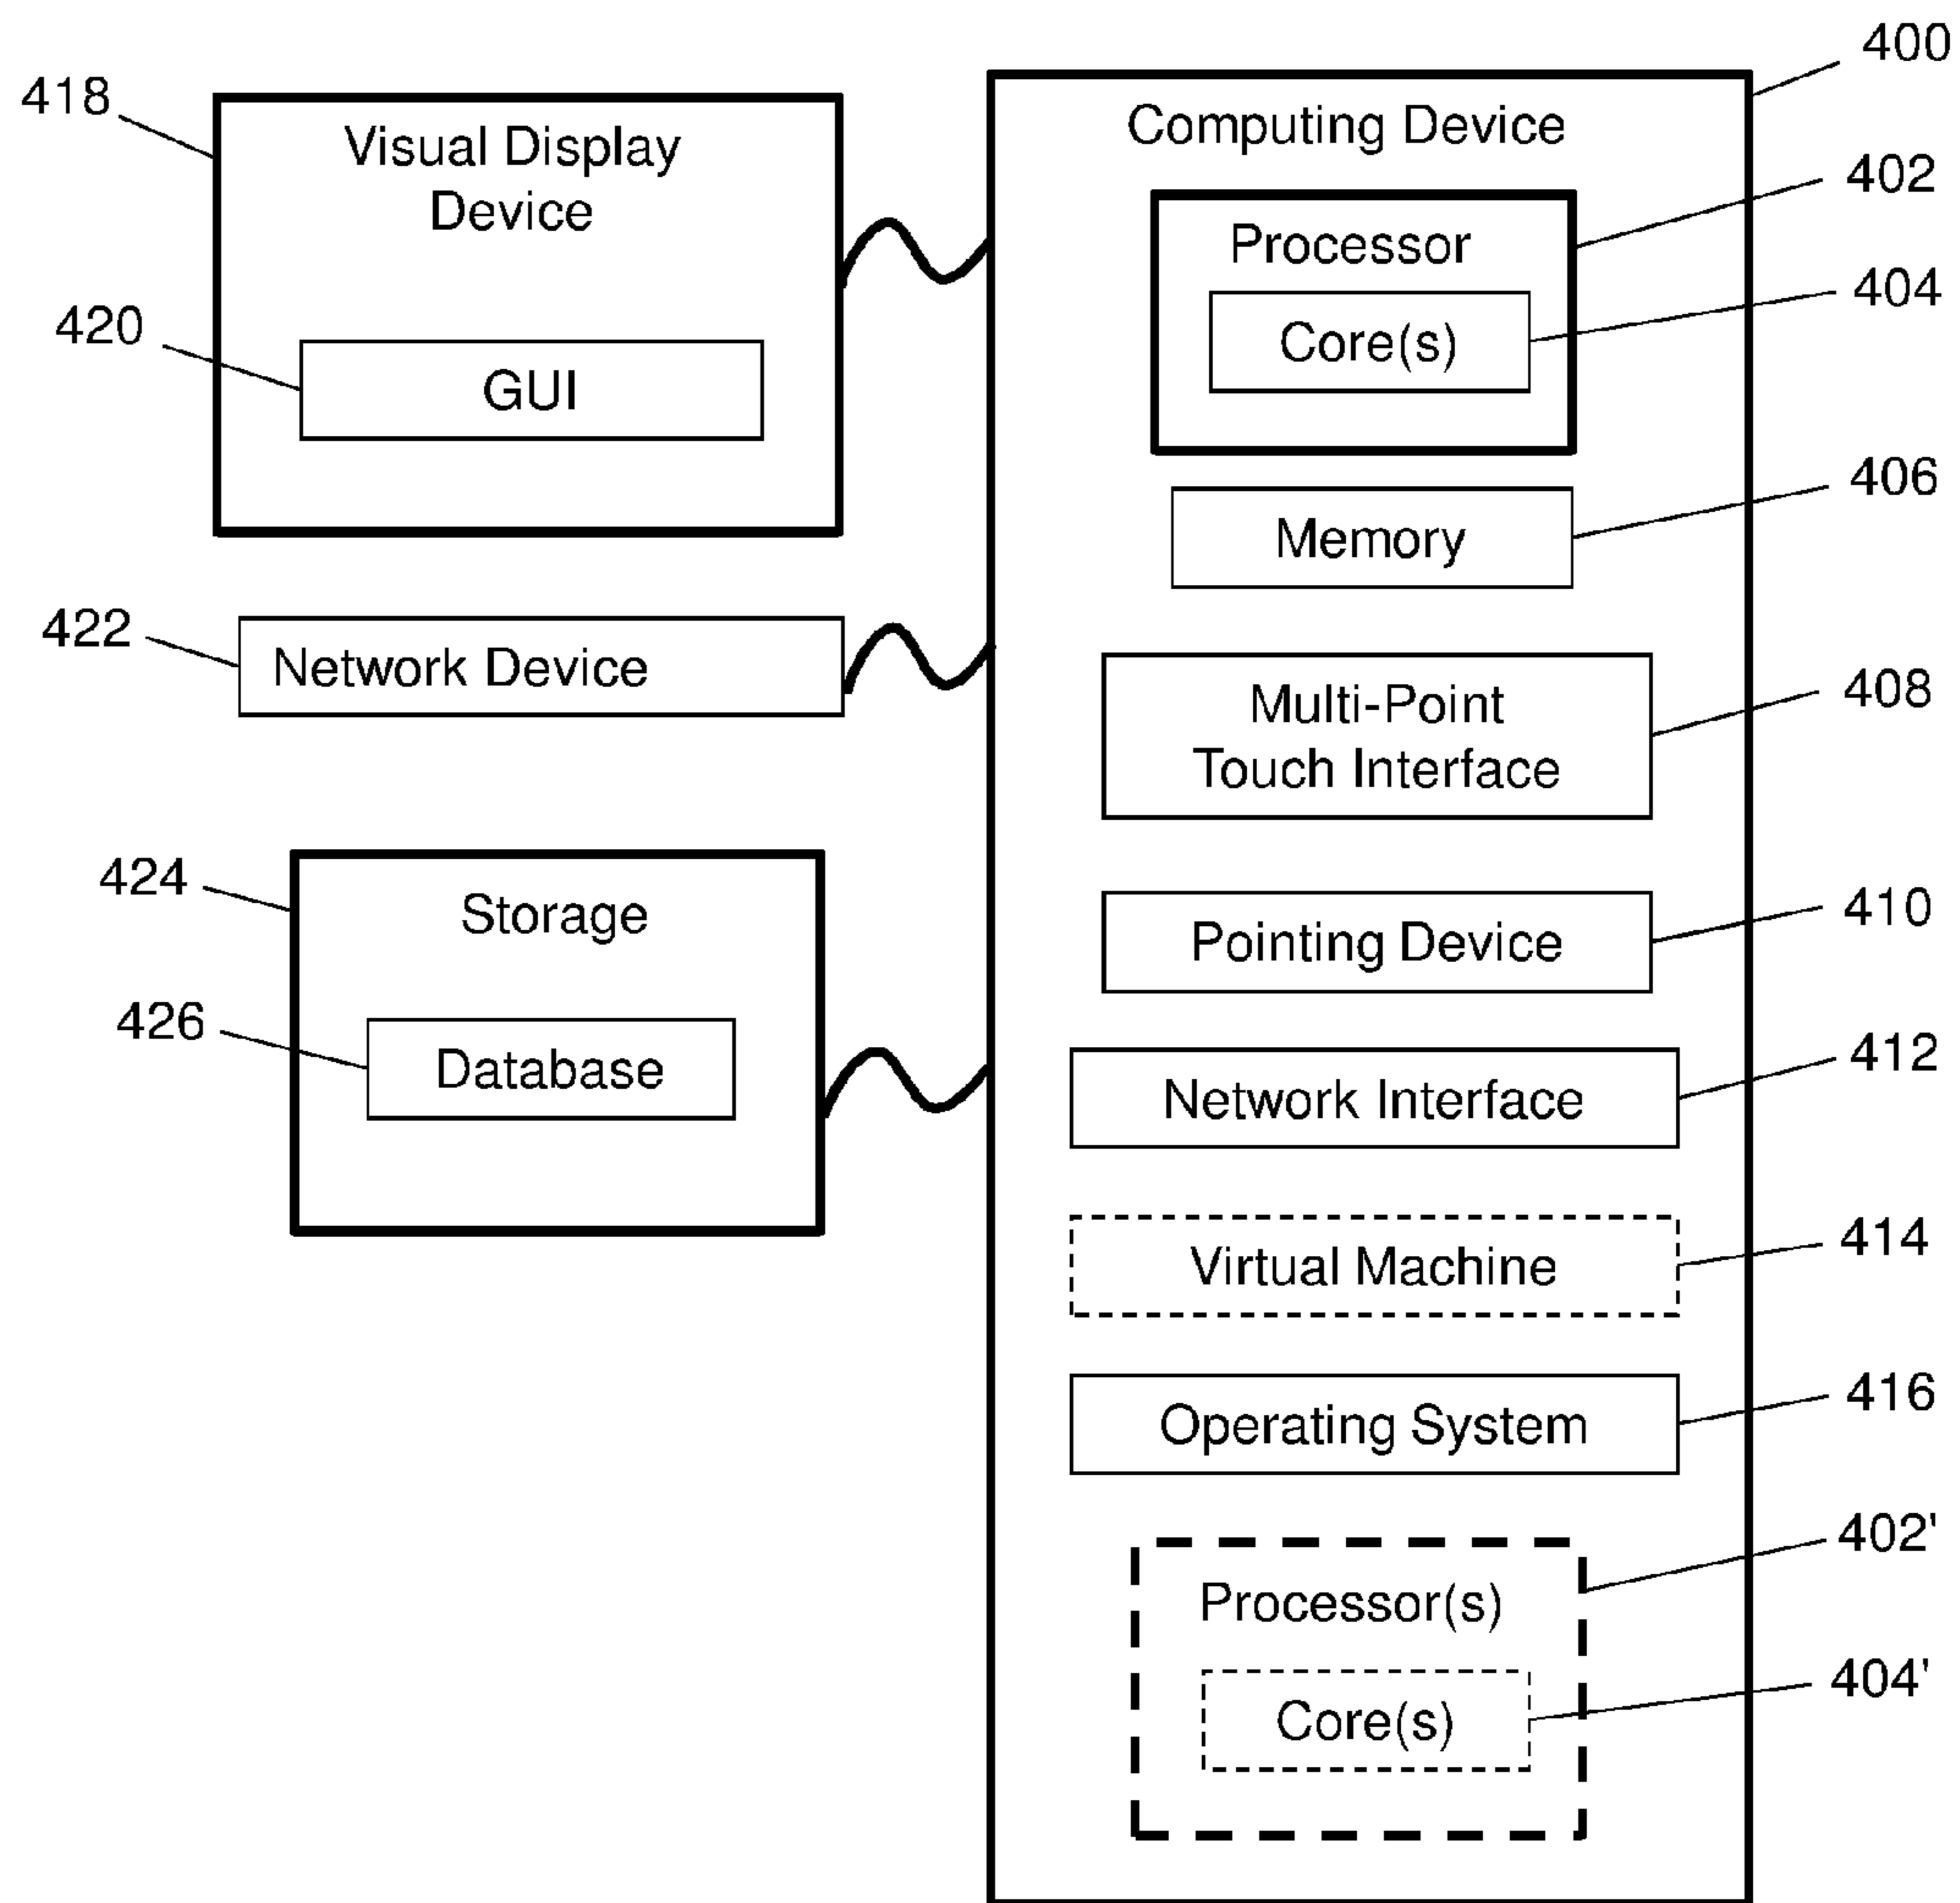 400
Computing Device
418
Visual Display
Device
402
Processor
404
Core(s)
420
GUI
406
Memory
422
Network Device
408
Multi-Point
Touch Interface
424
Storage
410
Pointing Device
426
Database
412
Network Interface
414
Virtual Machine
416
Operating System
402'
Processor(s)
404'
Core(s)